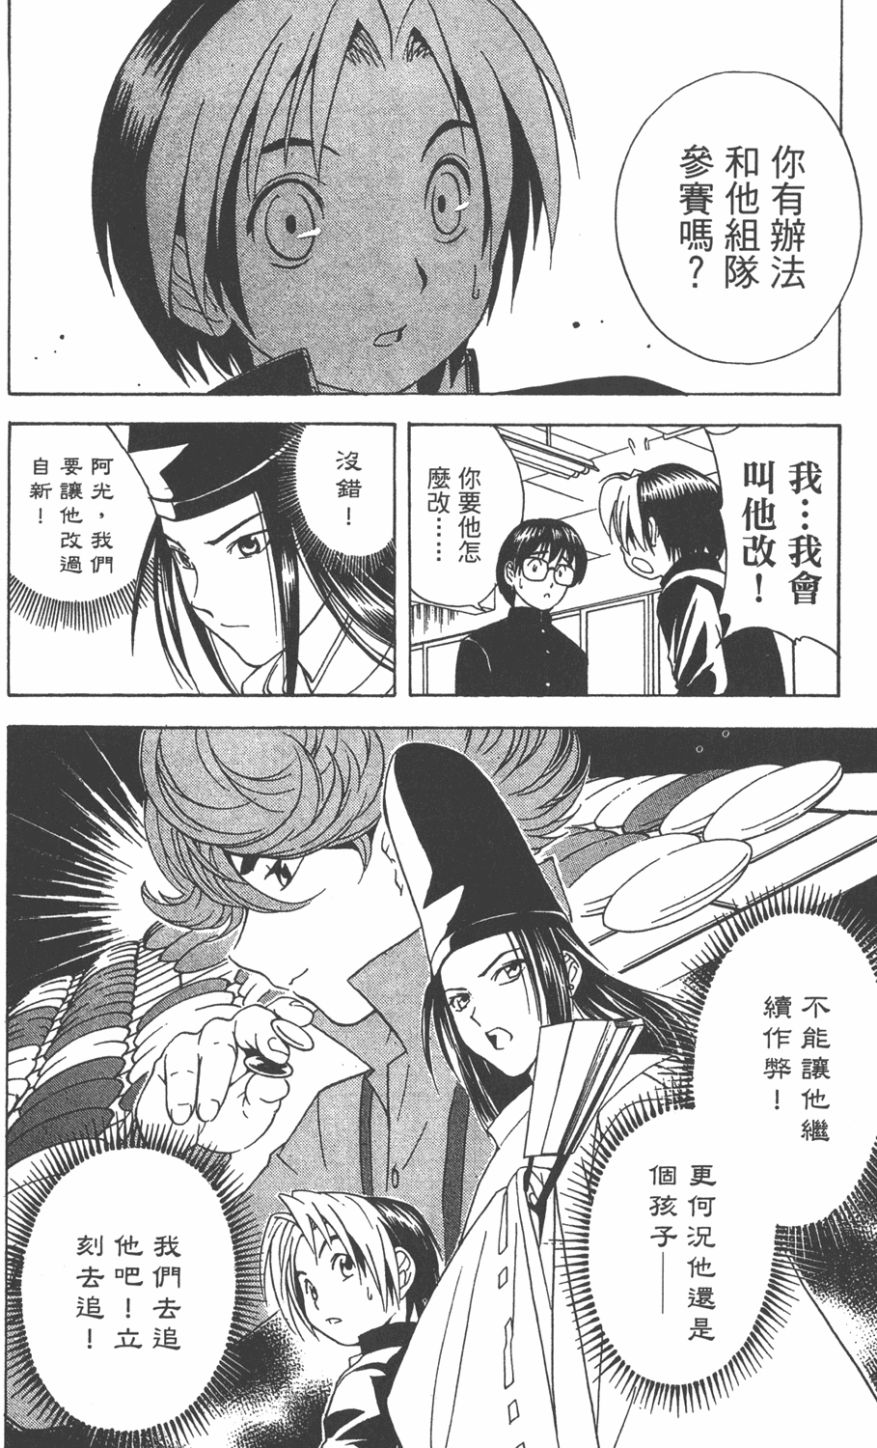 你有辦法
和他組隊
參賽嗎？
我…我會
叫他改！
你要他怎
麼改……
沒錯！
阿光，我們
要讓他改過
自新！
不能讓他繼
續作弊！
更何況他還是
個孩子——
我們去追
他吧！立
刻去追！